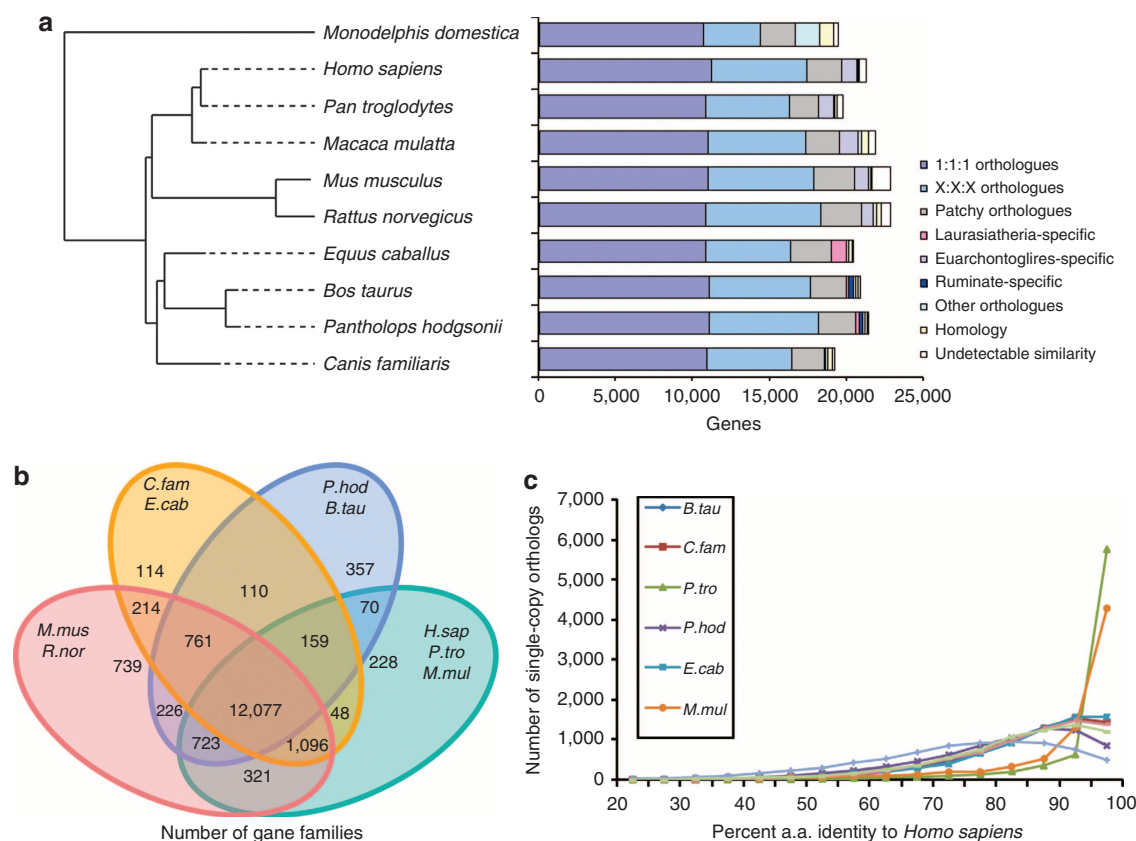 a
Monodelphis domestica
Homo sapiens
Pan troglodytes
Macaca mulatta
Mus musculus
Rattus norvegicus
Equus caballus
Bos taurus
Pantholops hodgsonii
Canis familiaris
0 5,000 10,000 15,000 20,000 25,000
Genes
1:1:1 orthologues
X:X:X orthologues
Patchy orthologues
Laurasiatheria-specific
Euarchontoglires-specific
Ruminate-specific
Other orthologues
Homology
Undetectable similarity
b
C.fam
E.cab
P.hod
B.tau
M.mus
R.nor
H.sap
P.tro
M.mul
114
110
357
214
70
761
159
739
228
226
12,077
48
723
1,096
321
Number of gane families
c
Number of single-copy orthologs
7,000
6,000
5,000
4,000
3,000
2,000
1,000
0
B.tau
C.fam
P.tro
P.hod
E.cab
M.mul
20 30 40 50 60 70 80 90 100
Percent a.a. identity to Homo sapiens